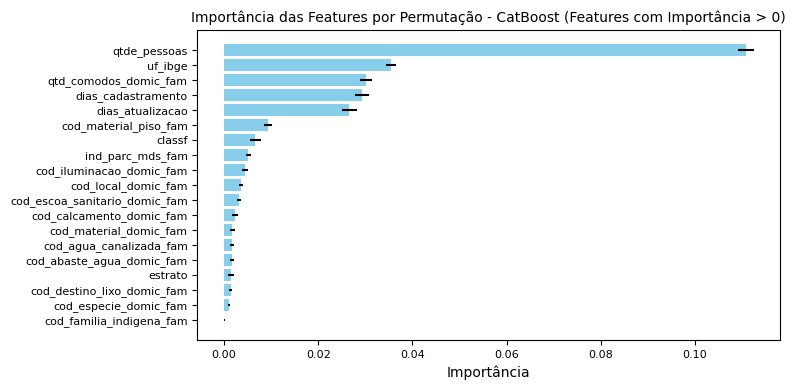 Importância das Features por Permutação - CatBoost (Features com Importância > 0)
qtde_pessoas
uf_ibge
qtd_comodos_domic_fam
dias_cadastramento
dias_atualizacao
cod_material_piso_fam
classf
ind_parc_mds_fam
cod_iluminacao_domic_fam
cod_local_domic_fam
cod_escoa_sanitario_domic_fam
cod_calcamento_domic_fam
cod_material_domic_fam
cod_agua_canalizada_fam
cod_abaste_agua_domic_fam
estrato
cod_destino_lixo_domic_fam
cod_especie_domic_fam
cod_familia_indigena_fam
0.00 0.02 0.04 0.06 0.08 0.10
Importância